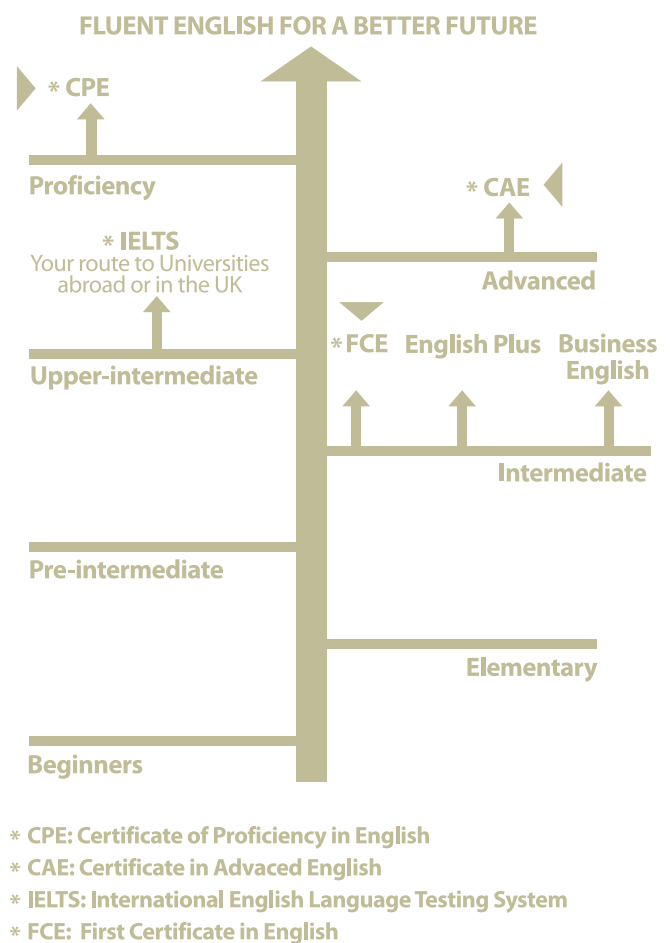 FLUENT ENGLISH FOR A BETTER FUTURE
* CPE
Proficiency
* CAE
* IELTS
Your route to Universities
abroad or in the UK
Advanced
* FCE
English Plus
Business
English
Upper-intermediate
Intermediate
Pre-intermediate
Elementary
Beginners
* CPE: Certificate of Proficiency in English
* CAE: Certificate in Advaced English
* IELTS: International English Language Testing System
* FCE: First Certificate in English